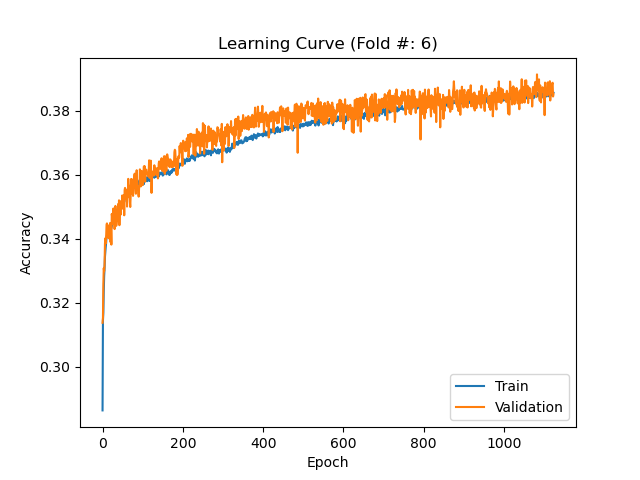 Learning Curve (Fold #: 6)
0.38
0.36
0.34
0.32
0.30
Accuracy
0 200 400 600 800 1000
Epoch
Train
Validation